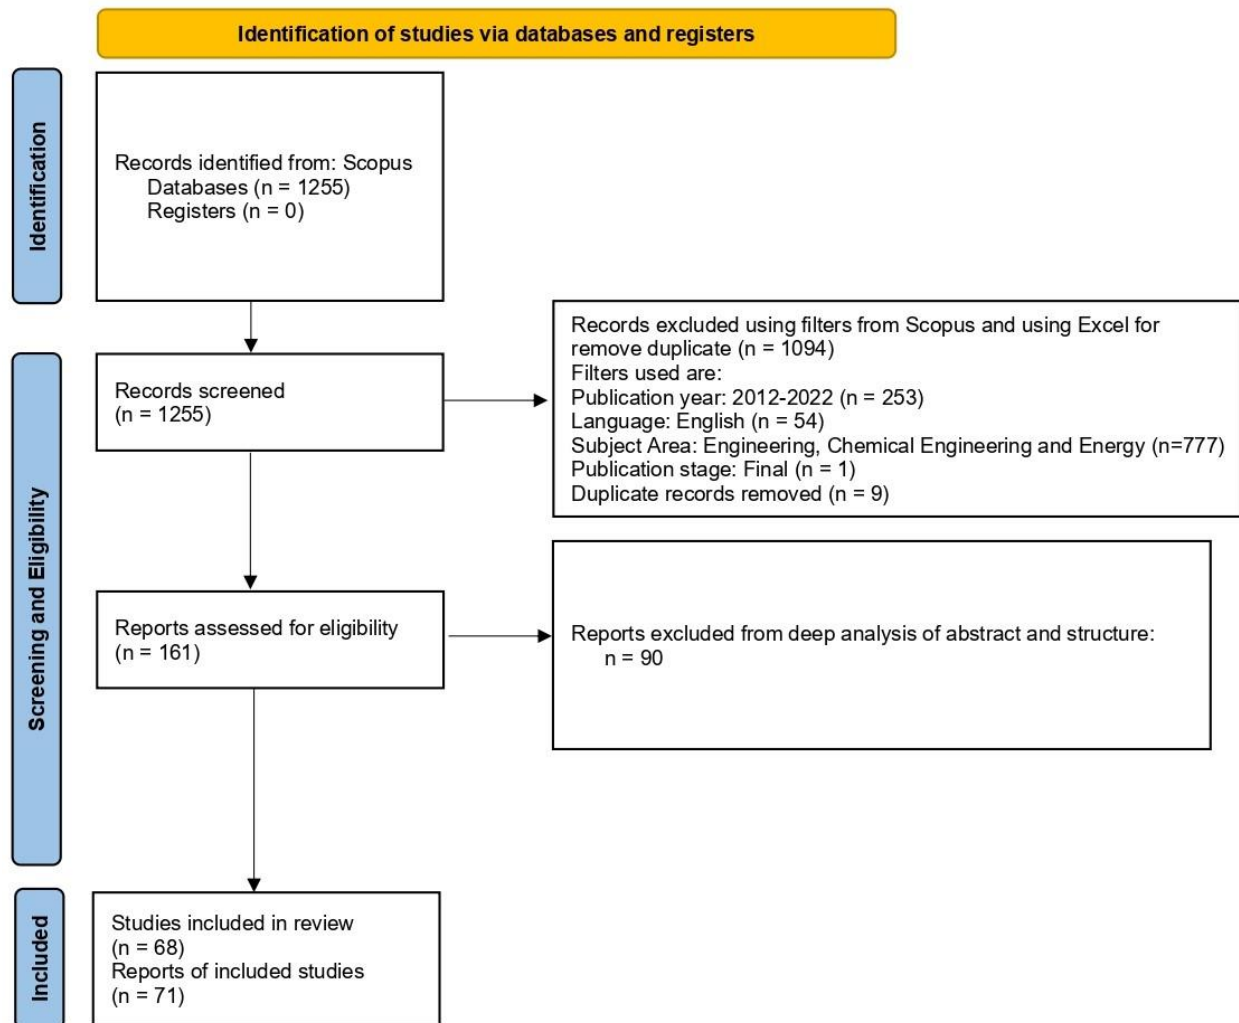 Identification of studies via databases and registers
Identification
Records identified from: Scopus
Databases (n = 1255)
Registers (n = 0)
Screening and Eligibility
Records screened
(n = 1255)
Records excluded using filters from Scopus and using Excel for
remove duplicate (n = 1094)
Filters used are:
Publication year: 2012-2022 (n = 253)
Language: English (n = 54)
Subject Area: Engineering, Chemical Engineering and Energy (n=777)
Publication stage: Final (n = 1)
Duplicate records removed (n = 9)
Reports assessed for eligibility
(n = 161)
Reports excluded from deep analysis of abstract and structure:
n = 90
Included
Studies included in review
(n = 68)
Reports of included studies
(n = 71)